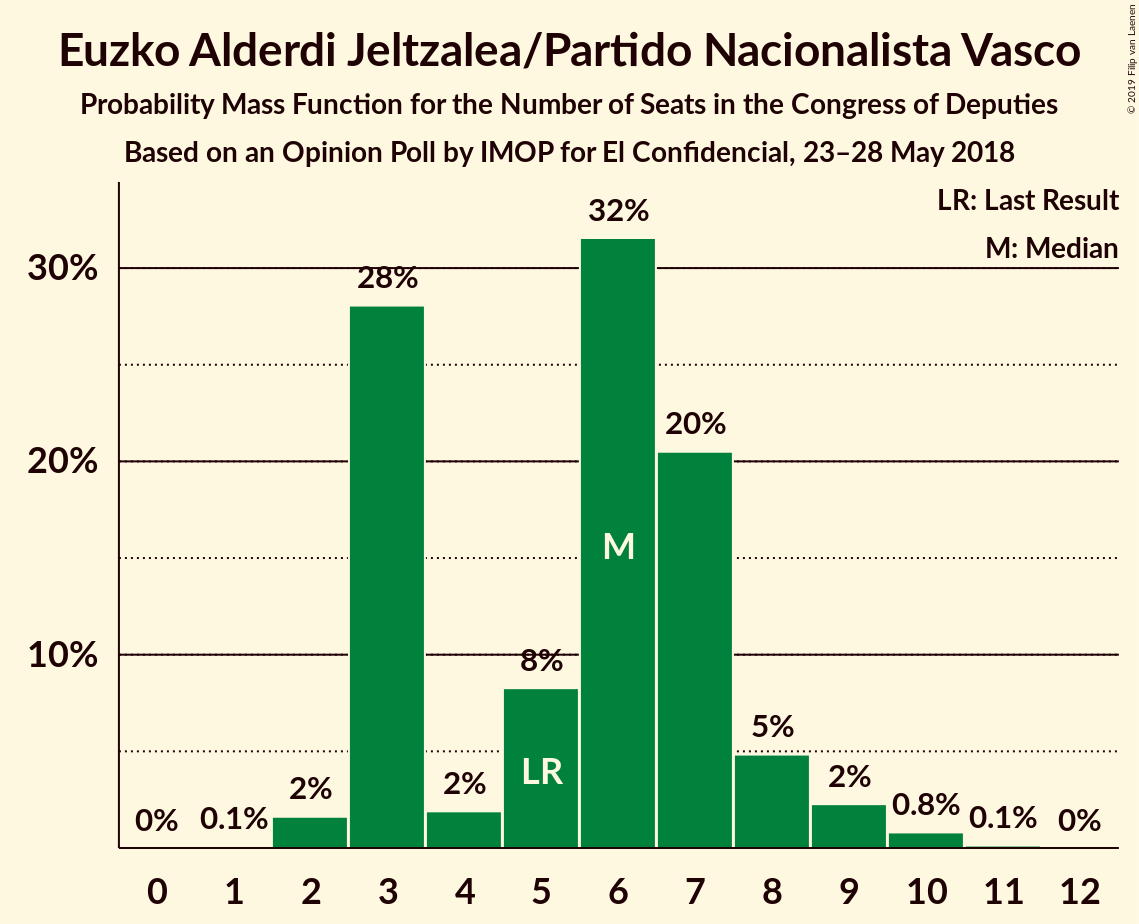 Euzko Alderdi Jeltzalea/Partido Nacionalista Vasco
Probability Mass Function for the Number of Seats in the Congress of Deputies
Based on an Opinion Poll by IMOP for El Confidencial, 23–28 May 2018
© 2019 Filip van Laenen
LR: Last Result
M: Median
30%
20%
10%
0%
0.1%
2%
28%
2%
8%
32%
20%
5%
2%
0.8%
0.1%
0%
LR
M
0 1 2 3 4 5 6 7 8 9 10 11 12